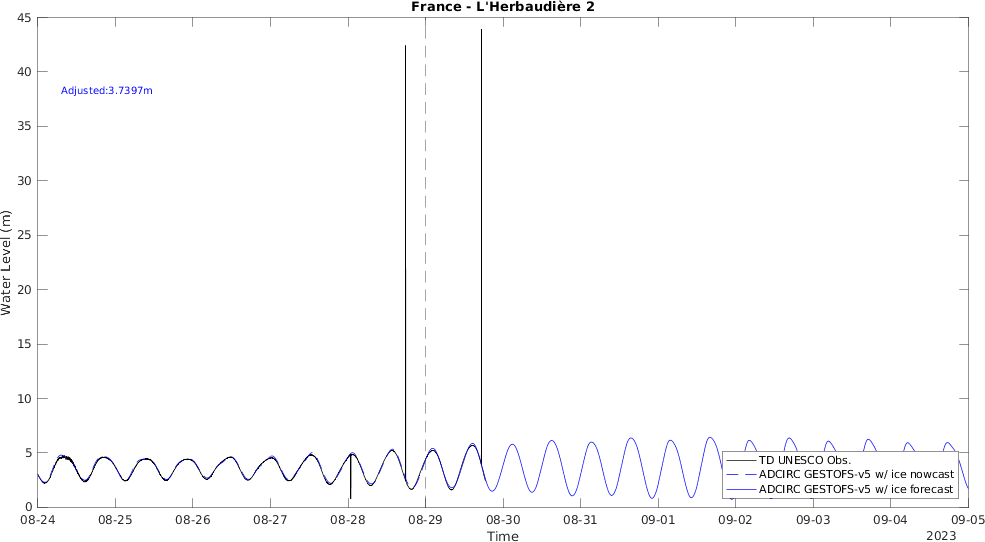 France - L'Herbaudière 2
45
40
35
30
25
20
15
10
5
0
Water Level (m)
Adjusted:3.7397m
TD UNESCO Obs.
ADCIRC GESTOFS-v5 w/ ice nowcast
ADCIRC GESTOFS-v5 w/ ice forecast
08-24 08-25 08-26 08-27 08-28 08-29 08-30 08-31 09-01 09-02 09-03 09-04 09-05
Time
2023